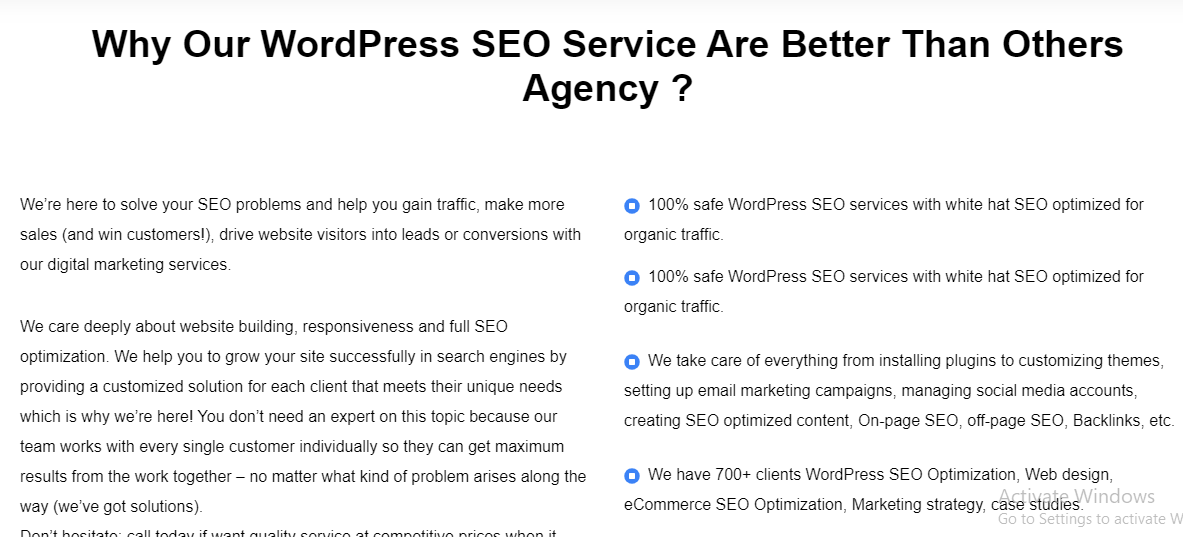 Why Our WordPress SEO Service Are Better Than Others
Agency ?
We're here to solve your SEO problems and help you gain traffic, make more
sales (and win customers!), drive website visitors into leads or conversions with
our digital marketing services.
We care deeply about website building, responsiveness and full SEO
optimization. We help you to grow your site successfully in search engines by
providing a customized solution for each client that meets their unique needs
which is why we're here! You don't need an expert on this topic because our
team works with every single customer individually so they can get maximum
results from the work together – no matter what kind of problem arises along the
way (we've got solutions).
Don't hesitate; call today if want quality service at competitive prices when it
100% safe WordPress SEO services with white hat SEO optimized for
organic traffic.
100% safe WordPress SEO services with white hat SEO optimized for
organic traffic.
We take care of everything from installing plugins to customizing themes,
setting up email marketing campaigns, managing social media accounts,
creating SEO optimized content, On-page SEO, off-page SEO, Backlinks, etc.
We have 700+ clients WordPress SEO Optimization, Web design,
eCommerce SEO Optimization, Marketing strategy, case studies.
Activate Windows
Go to Settings to activate W